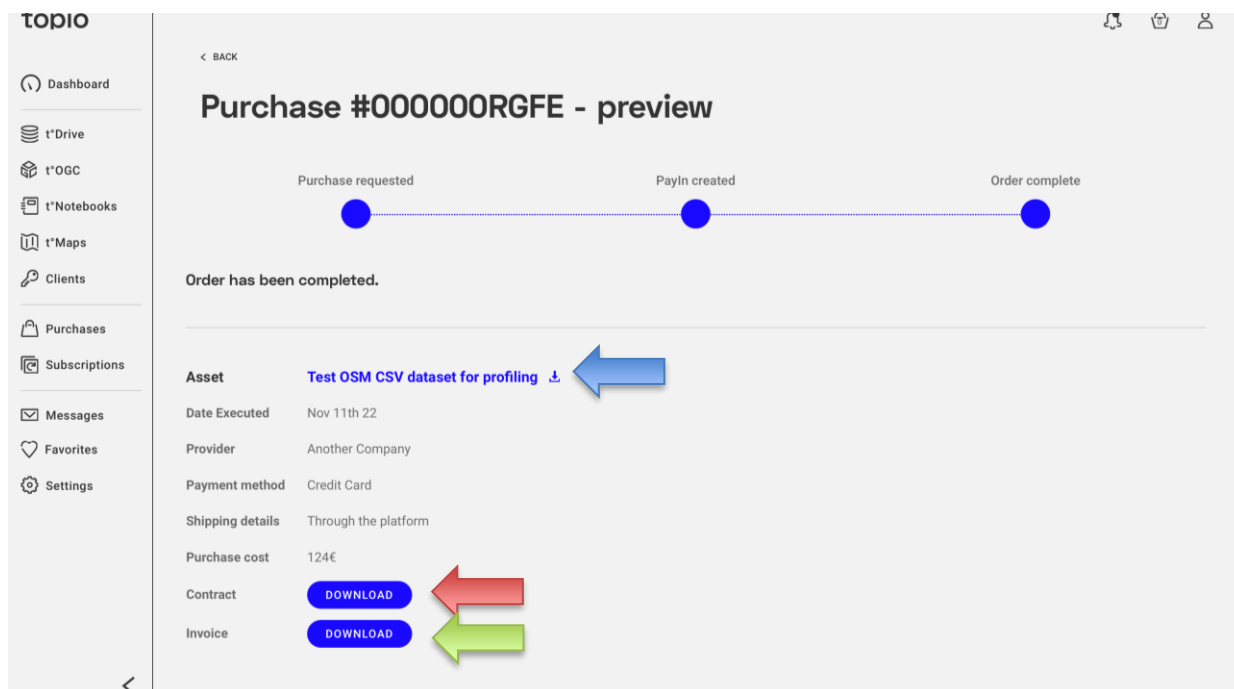 topio
< BACK
Dashboard
Purchase #000000RGFE - preview
t°Drive
t°OGC
Purchase requested
PayIn created
Order complete
t°Notebooks
t°Maps
Clients
Order has been completed.
Purchases
Subscriptions
Asset Test OSM CSV dataset for profiling
Messages
Date Executed Nov 11th 22
Favorites
Provider Another Company
Settings
Payment method Credit Card
Shipping details Through the platform
Purchase cost 124€
Contract DOWNLOAD
Invoice DOWNLOAD